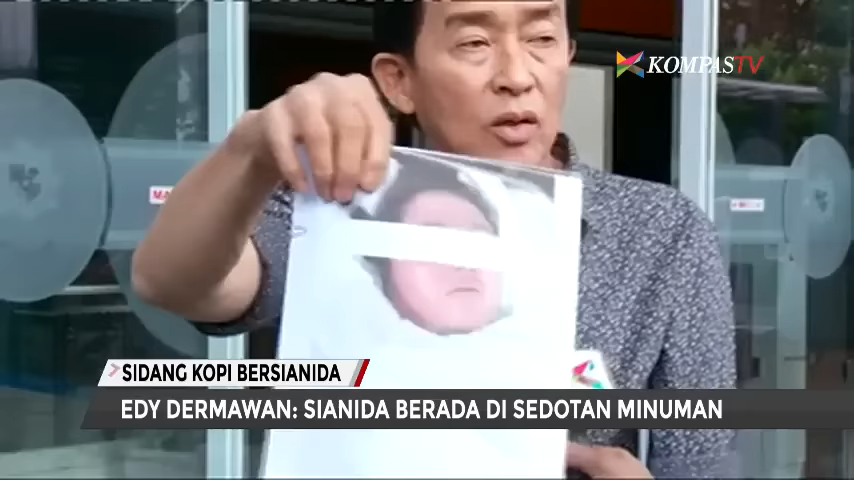 KOMPASTV
SIDANG KOPI BERSIANIDA
EDY DERMAWAN: SIANIDA BERADA DI SEDOTAN MINUMAN